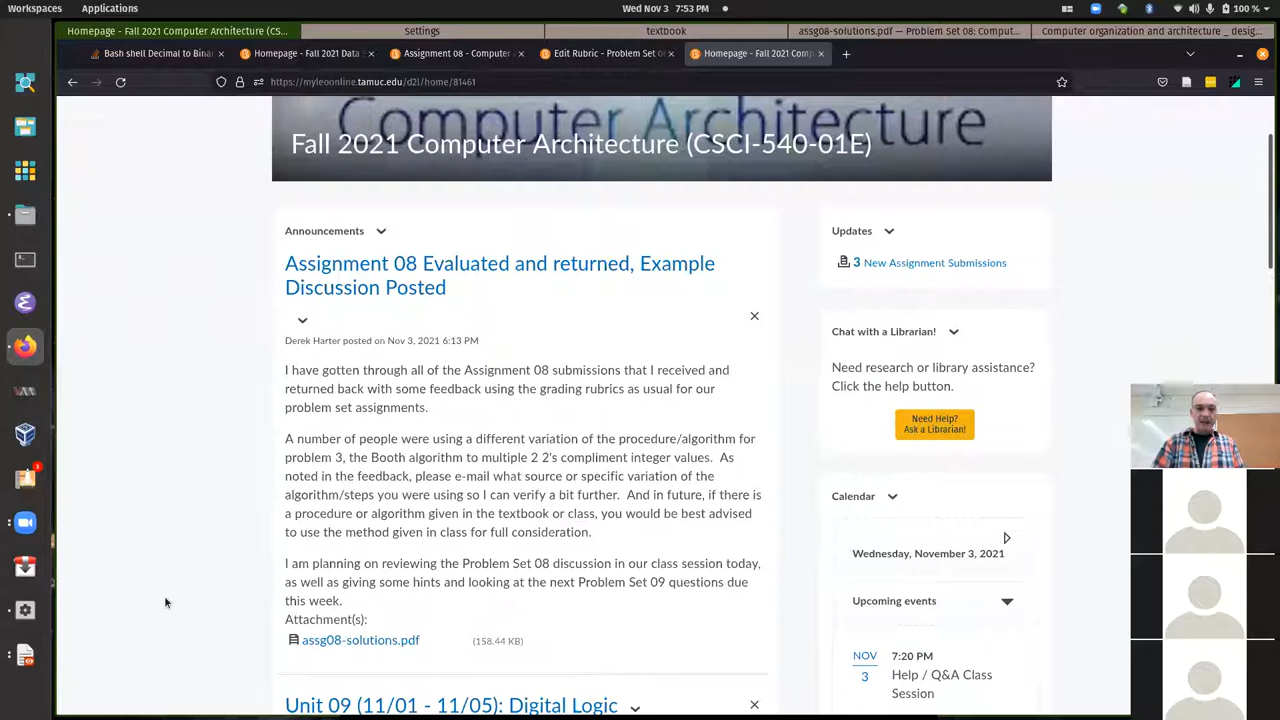 Workspaces Applications Wed Nov 3 7:53 PM 100 %
Homepage - Fall 2021 Computer Architecture (CS... Settings textbook assg08-solutions.pdf — Problem Set 08: Comput... Computer organization and architecture _ desig...
Bash shell Decimal to Bina Homepage - Fall 2021 Data Assignment 08 - Computer Edit Rubric - Problem Set 0 Homepage - Fall 2021 Comp
https://myleoonline.tamuc.edu/d2l/home/81461
Computer Architecture
Fall 2021 Computer Architecture (CSCI-540-01E)
Announcements
Assignment 08 Evaluated and returned, Example
Discussion Posted
Derek Harter posted on Nov 3, 2021 6:13 PM
I have gotten through all of the Assignment 08 submissions that I received and
returned back with some feedback using the grading rubrics as usual for our
problem set assignments.
A number of people were using a different variation of the procedure/algorithm for
problem 3, the Booth algorithm to multiple 2 2's compliment integer values. As
noted in the feedback, please e-mail what source or specific variation of the
algorithm/steps you were using so I can verify a bit further. And in future, if there is
a procedure or algorithm given in the textbook or class, you would be best advised
to use the method given in class for full consideration.
I am planning on reviewing the Problem Set 08 discussion in our class session today,
as well as giving some hints and looking at the next Problem Set 09 questions due
this week.
Attachment(s):
assg08-solutions.pdf (158.44 KB)
Unit 09 (11/01 - 11/05): Digital Logic
Updates
3 New Assignment Submissions
Chat with a Librarian!
Need research or library assistance?
Click the help button.
Need Help?
Ask a Librarian!
Calendar
Wednesday, November 3, 2021
Upcoming events
NOV
3
7:20 PM
Help / Q&A Class
Session